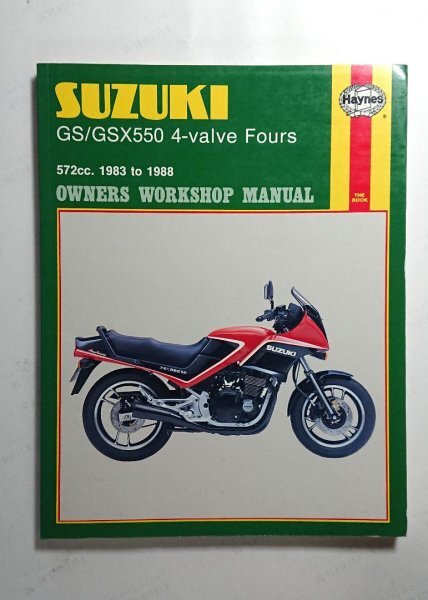 SUZUKI
GS/GSX550 4-valve Fours
572cc. 1983 to 1988
OWNERS WORKSHOP MANUAL
Haynes
®
THE
BOOK
SUZUKI